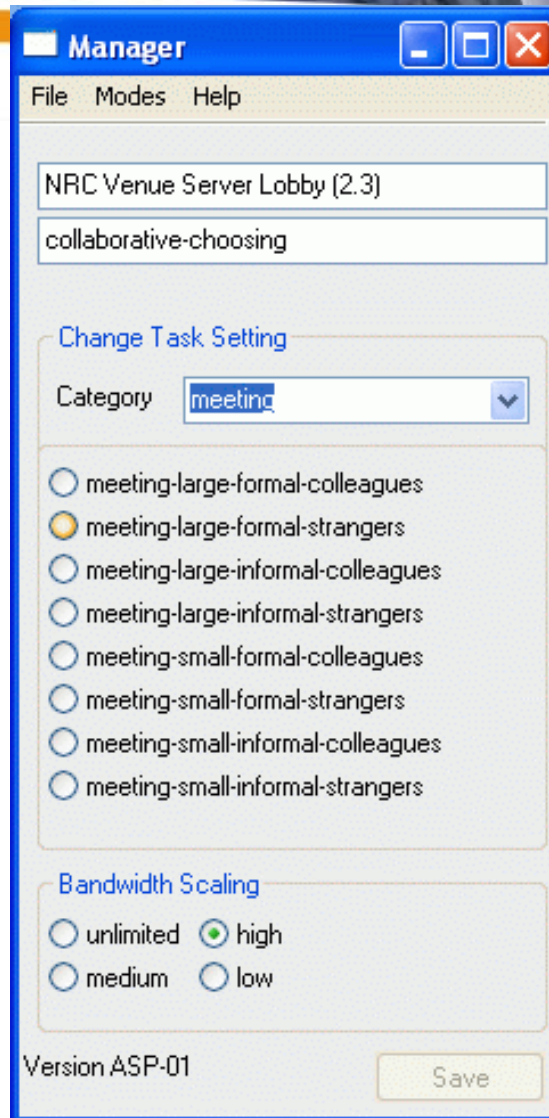 Manager
File Modes Help
NRC Venue Server Lobby (2.3)
collaborative-choosing
Change Task Setting
Category meeting
meeting-large-formal-colleagues
meeting-large-formal-strangers
meeting-large-informal-colleagues
meeting-large-informal-strangers
meeting-small-formal-colleagues
meeting-small-formal-strangers
meeting-small-informal-colleagues
meeting-small-informal-strangers
Bandwidth Scaling
unlimited high
medium low
Version ASP-01 Save